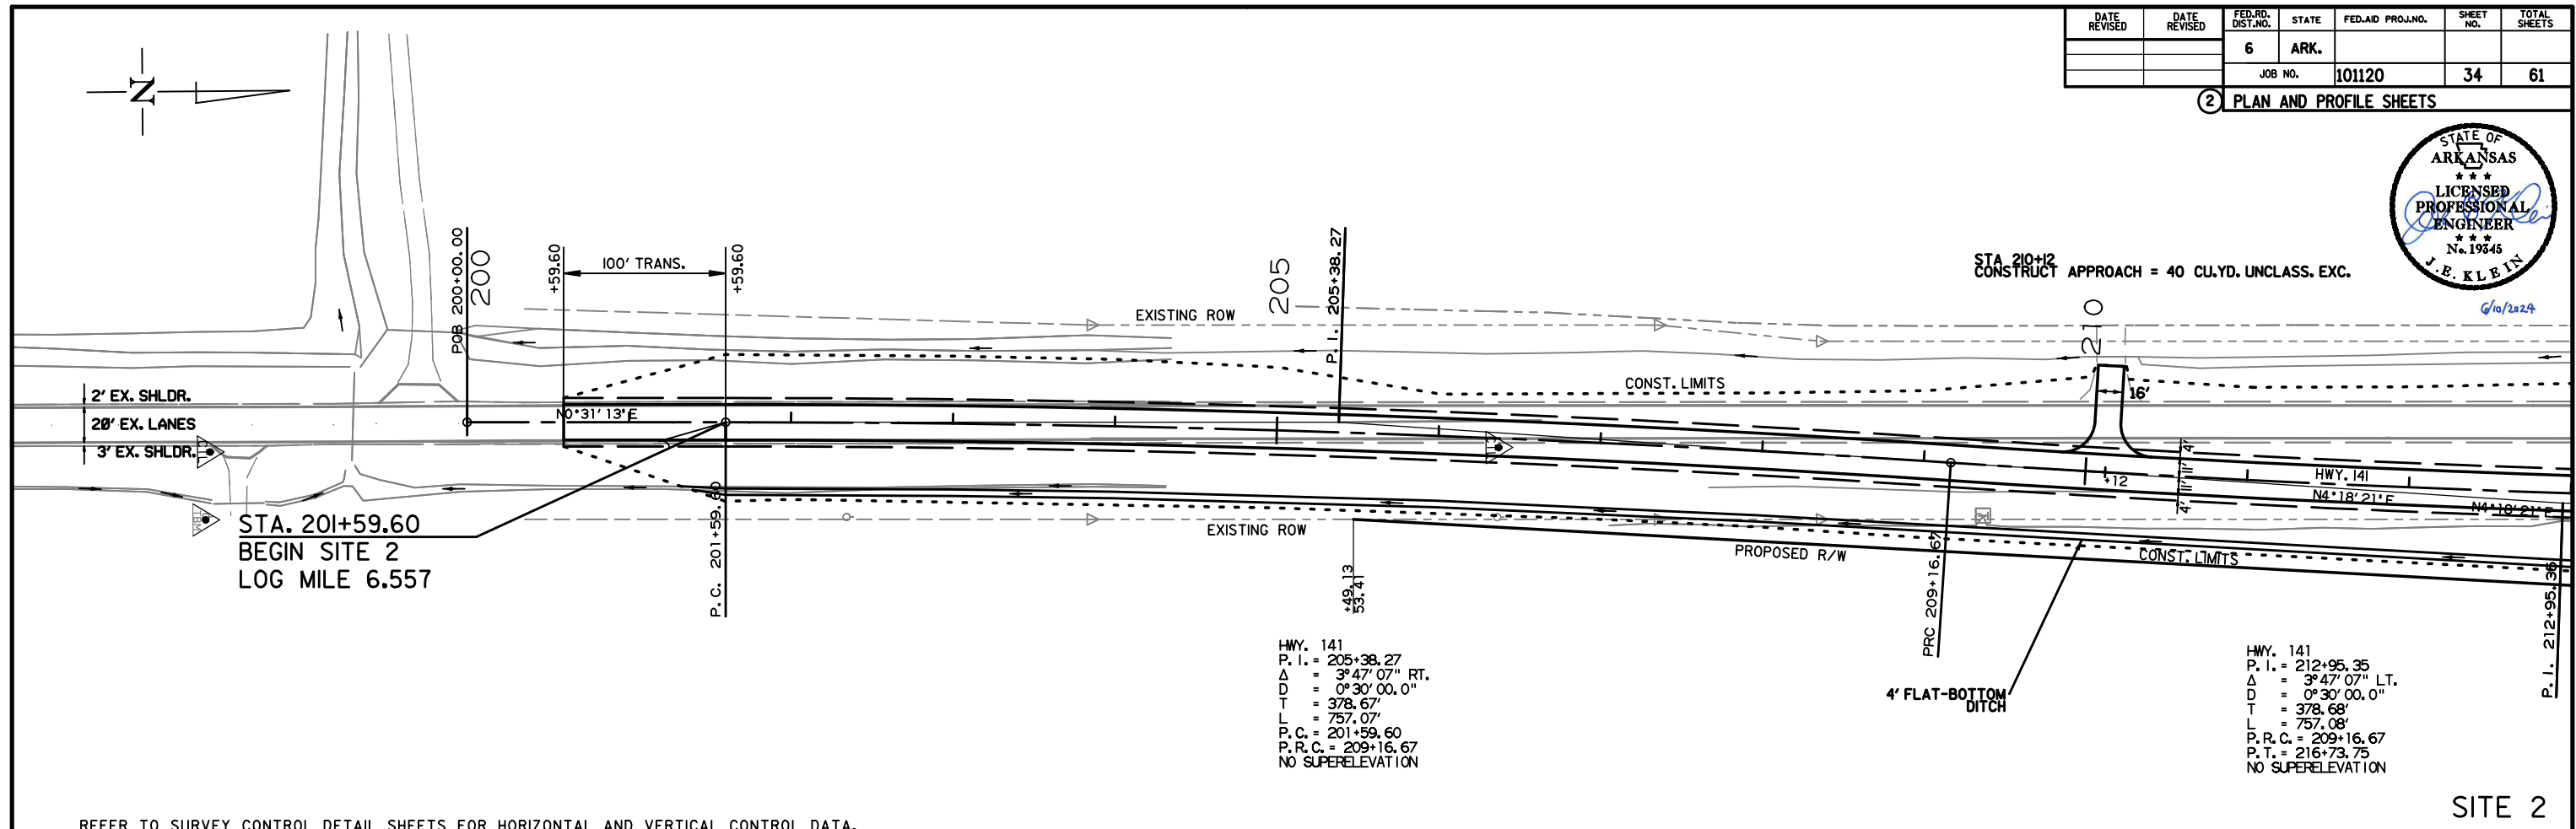 DATE REVISED
DATE REVISED
FED.RD. DIST.NO.
STATE
FED.AID PROJ.NO.
SHEET NO.
TOTAL SHEETS
6
ARK.
JOB NO.
101120
34
61
2
PLAN AND PROFILE SHEETS
N
STATE OF
ARKANSAS
★ ★ ★
LICENSED
PROFESSIONAL
ENGINEER
★ ★ ★
No. 19345
J.E. KLEIN
6/10/2024
POB 200+00.00
200
+59.60
100' TRANS.
+59.60
205
P.I. 205+38.27
EXISTING ROW
STA 210+12
CONSTRUCT APPROACH = 40 CU.YD. UNCLASS. EXC.
210
CONST. LIMITS
16'
2' EX. SHLDR.
20' EX. LANES
3' EX. SHLDR.
N0°31'13"E
+12
4'
11'
11'
4'
HWY. 141
N4°18'21"E
N4°18'21"E
TBM
STA. 201+59.60
BEGIN SITE 2
LOG MILE 6.557
P.C. 201+59.60
EXISTING ROW
+49.13
53.41
PROPOSED R/W
PRC 209+16.67
CONST. LIMITS
P.I. 212+95.36
4' FLAT-BOTTOM
DITCH
HWY. 141
P.I. = 205+38.27
Δ = 3°47'07" RT.
D = 0°30'00.0"
T = 378.67'
L = 757.07'
P.C. = 201+59.60
P.R.C. = 209+16.67
NO SUPERELEVATION
HWY. 141
P.I. = 212+95.35
Δ = 3°47'07" LT.
D = 0°30'00.0"
T = 378.68'
L = 757.08'
P.R.C. = 209+16.67
P.T. = 216+73.75
NO SUPERELEVATION
SITE 2
REFER TO SURVEY CONTROL DETAIL SHEETS FOR HORIZONTAL AND VERTICAL CONTROL DATA.